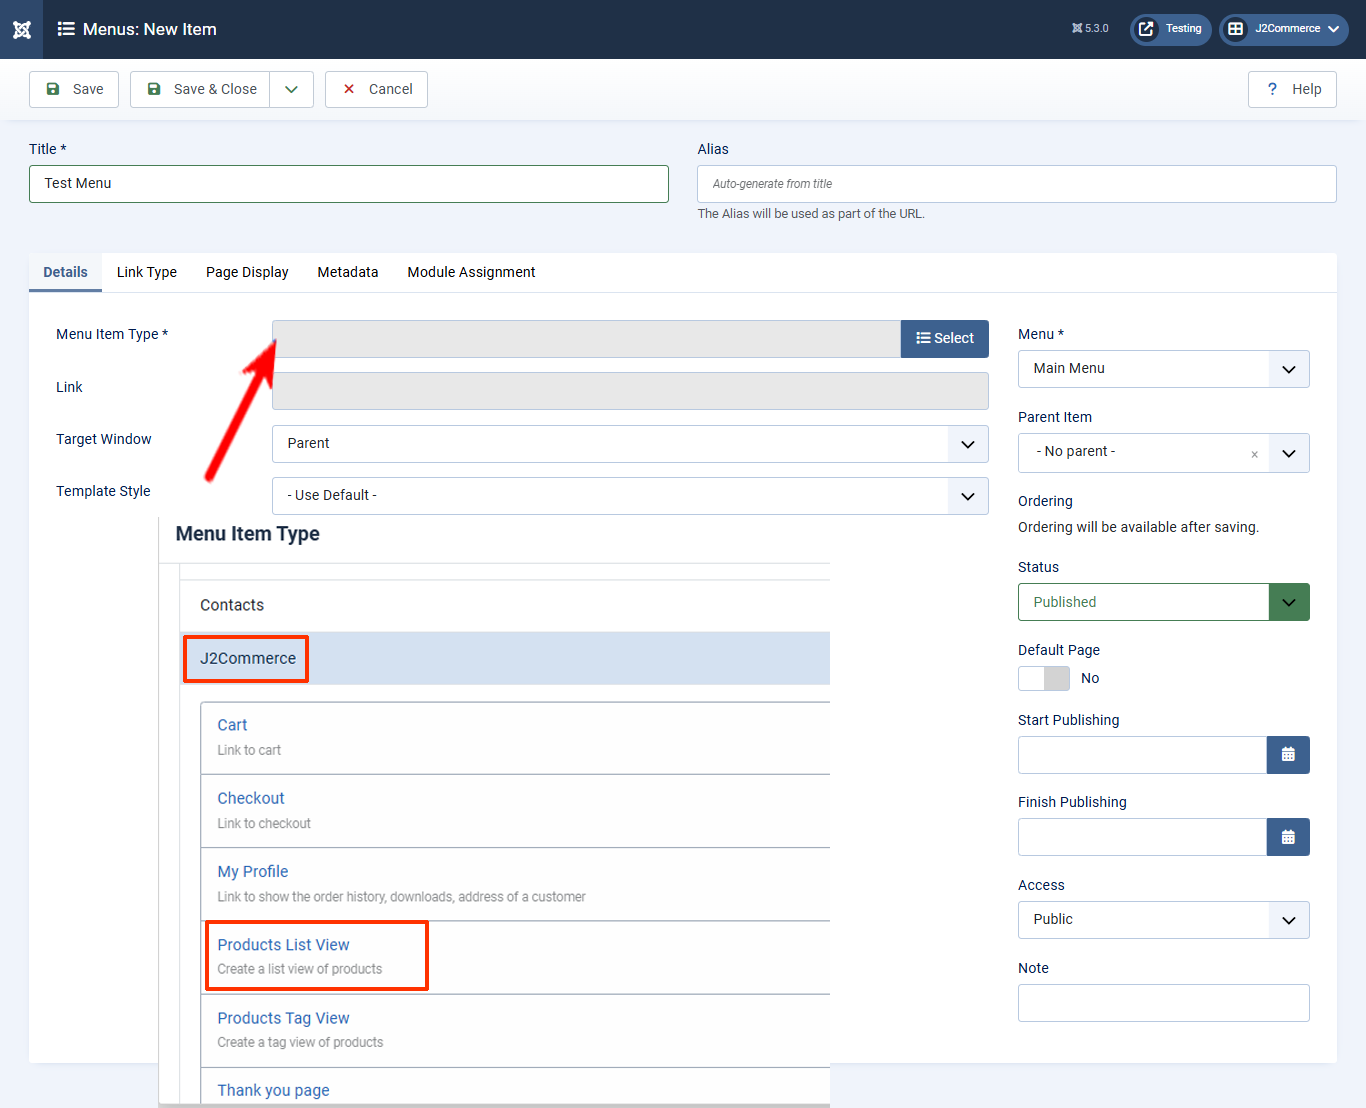 Menus: New Item
5.3.0
Testing
J2Commerce
Save
Save & Close
Cancel
? Help
Title *
Alias
Test Menu
Auto-generate from title
The Alias will be used as part of the URL.
Details
Link Type
Page Display
Metadata
Module Assignment
Menu Item Type *
Select
Link
Target Window
Parent
Template Style
- Use Default -
Menu *
Main Menu
Parent Item
- No parent -
Ordering
Ordering will be available after saving.
Status
Published
Default Page
No
Start Publishing
Finish Publishing
Access
Public
Note
Menu Item Type
Contacts
J2Commerce
Cart
Link to cart
Checkout
Link to checkout
My Profile
Link to show the order history, downloads, address of a customer
Products List View
Create a list view of products
Products Tag View
Create a tag view of products
Thank you page